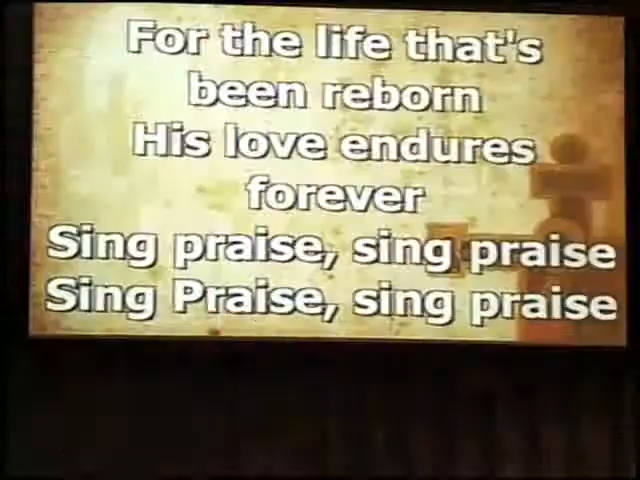 For the life that's
been reborn
His love endures
forever
Sing praise, sing praise
Sing Praise, sing praise